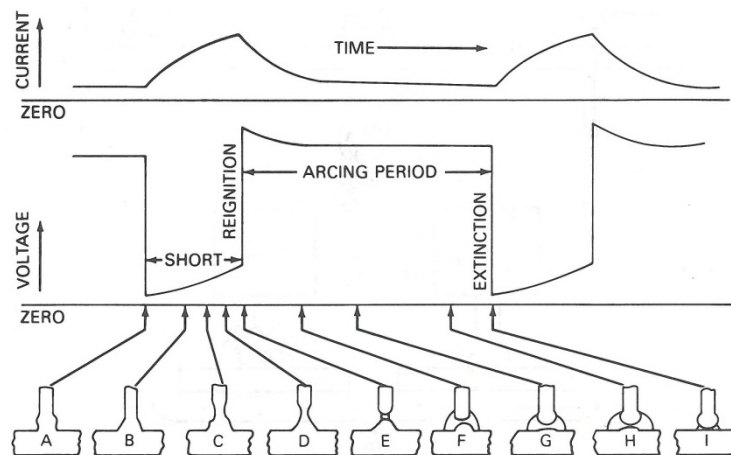 CURRENT
TIME
ZERO
VOLTAGE
SHORT
REIGNITION
ARCING PERIOD
EXTINCTION
ZERO
A B C D E F G H I